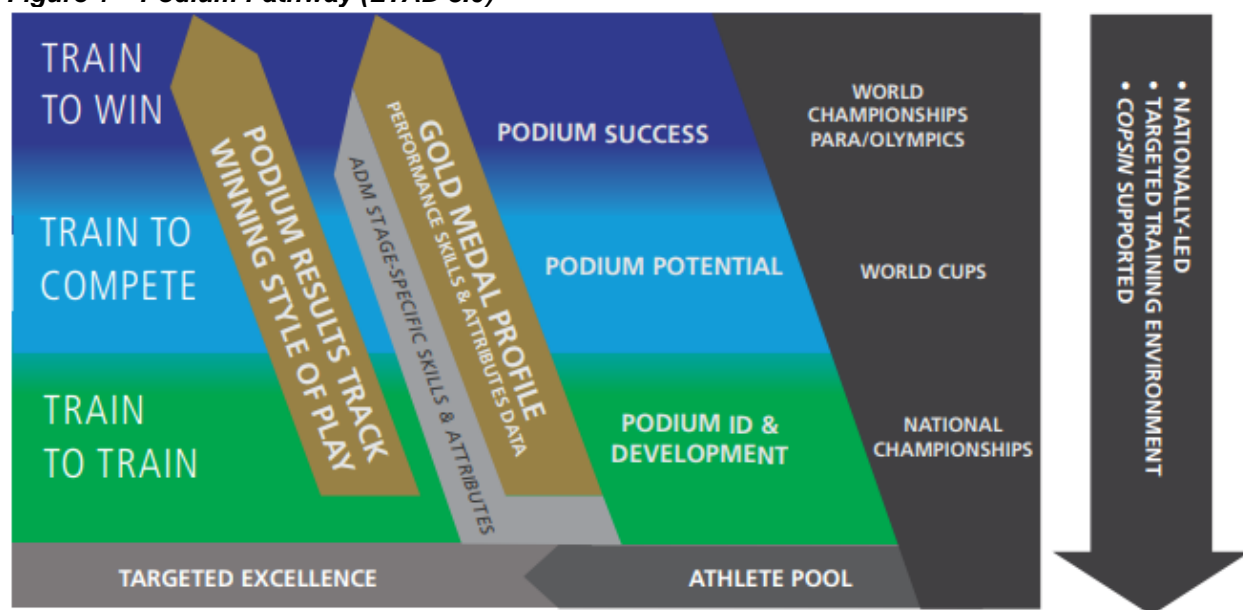 Figure 1 – Podium Pathway (LTAD 3.0)
TRAIN
TO WIN
TRAIN TO
COMPETE
TRAIN
TO TRAIN
PODIUM RESULTS TRACK
WINNING STYLE OF PLAY
ADM STAGE-SPECIFIC SKILLS & ATTRIBUTES
GOLD MEDAL PROFILE
PERFORMANCE SKILLS & ATTRIBUTES DATA
PODIUM SUCCESS
PODIUM POTENTIAL
PODIUM ID &
DEVELOPMENT
WORLD
CHAMPIONSHIPS
PARA/OLYMPICS
WORLD CUPS
NATIONAL
CHAMPIONSHIPS
• NATIONALLY-LED
• TARGETED TRAINING ENVIRONMENT
• COPSIN SUPPORTED
TARGETED EXCELLENCE
ATHLETE POOL